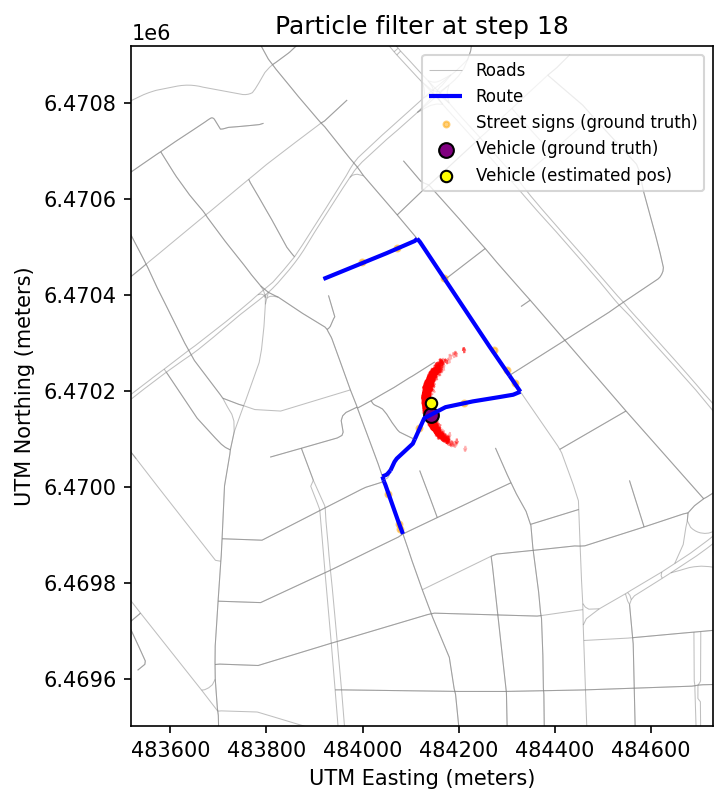 Particle filter at step 18
1e6
Roads
Route
Street signs (ground truth)
Vehicle (ground truth)
Vehicle (estimated pos)
6.4708
6.4706
6.4704
6.4702
6.4700
6.4698
6.4696
UTM Northing (meters)
483600 483800 484000 484200 484400 484600
UTM Easting (meters)